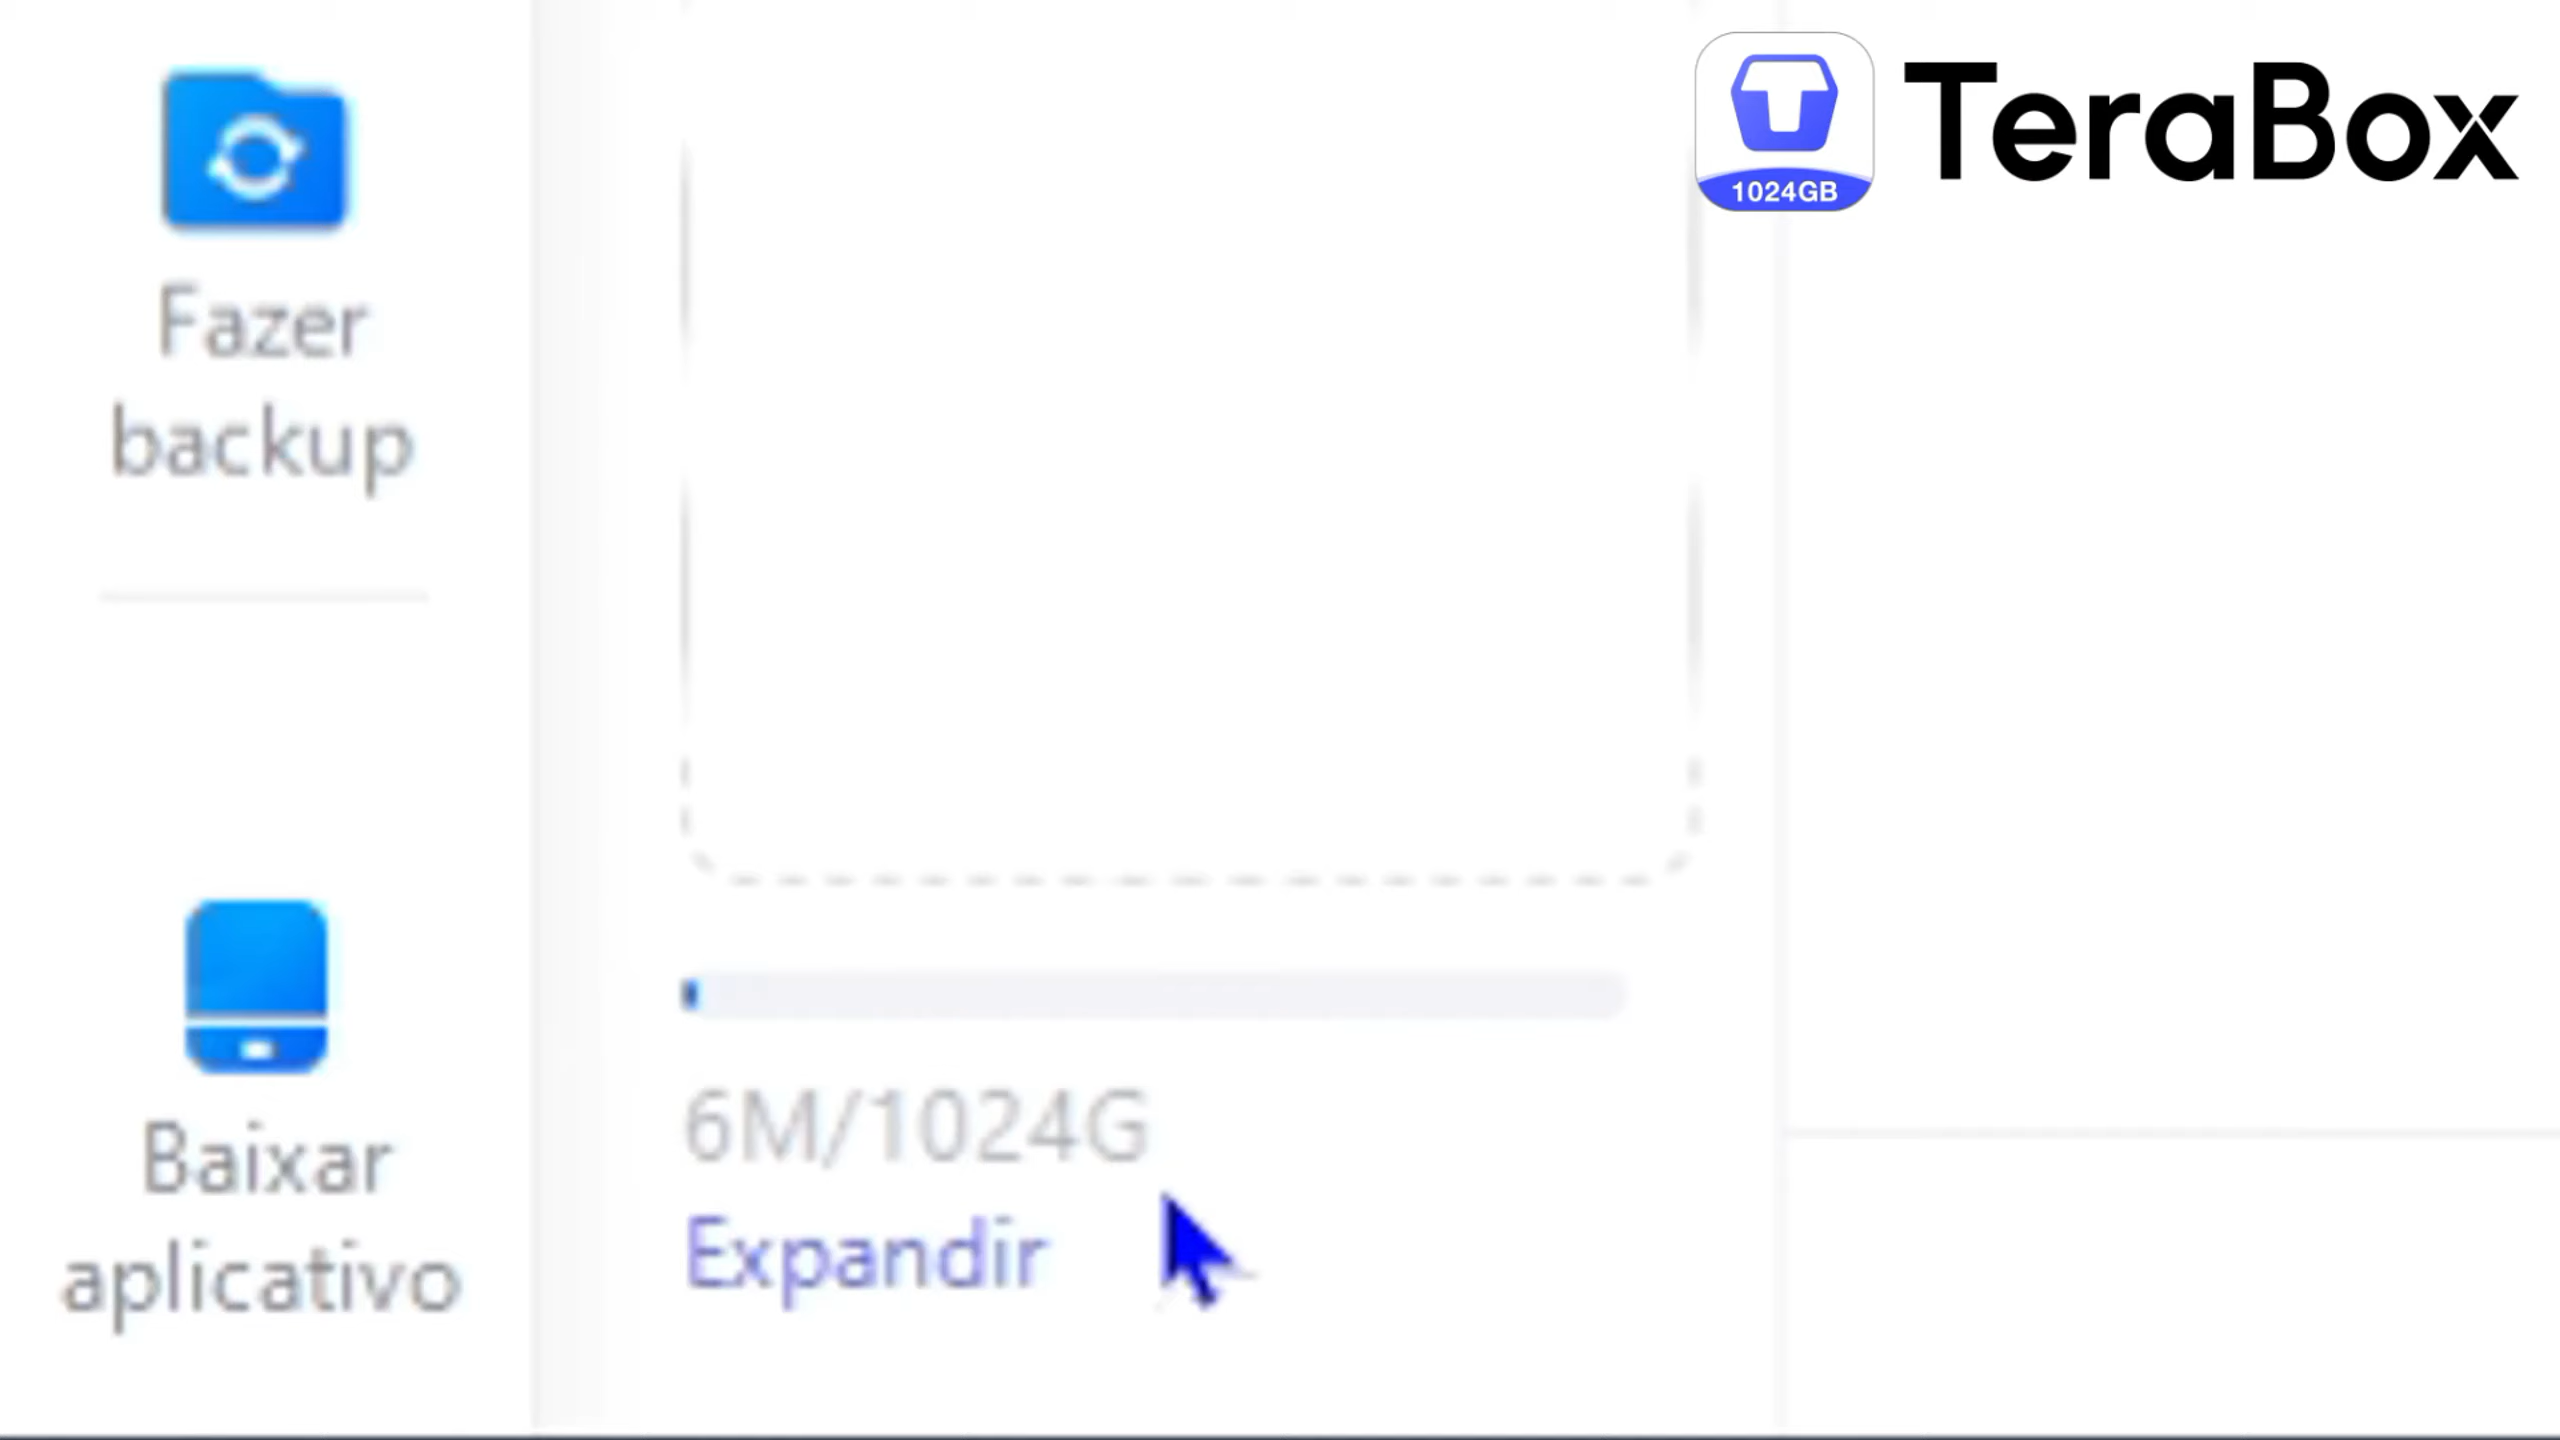 TeraBox
1024GB
Fazer
backup
Baixar
aplicativo
6M/1024G
Expandir